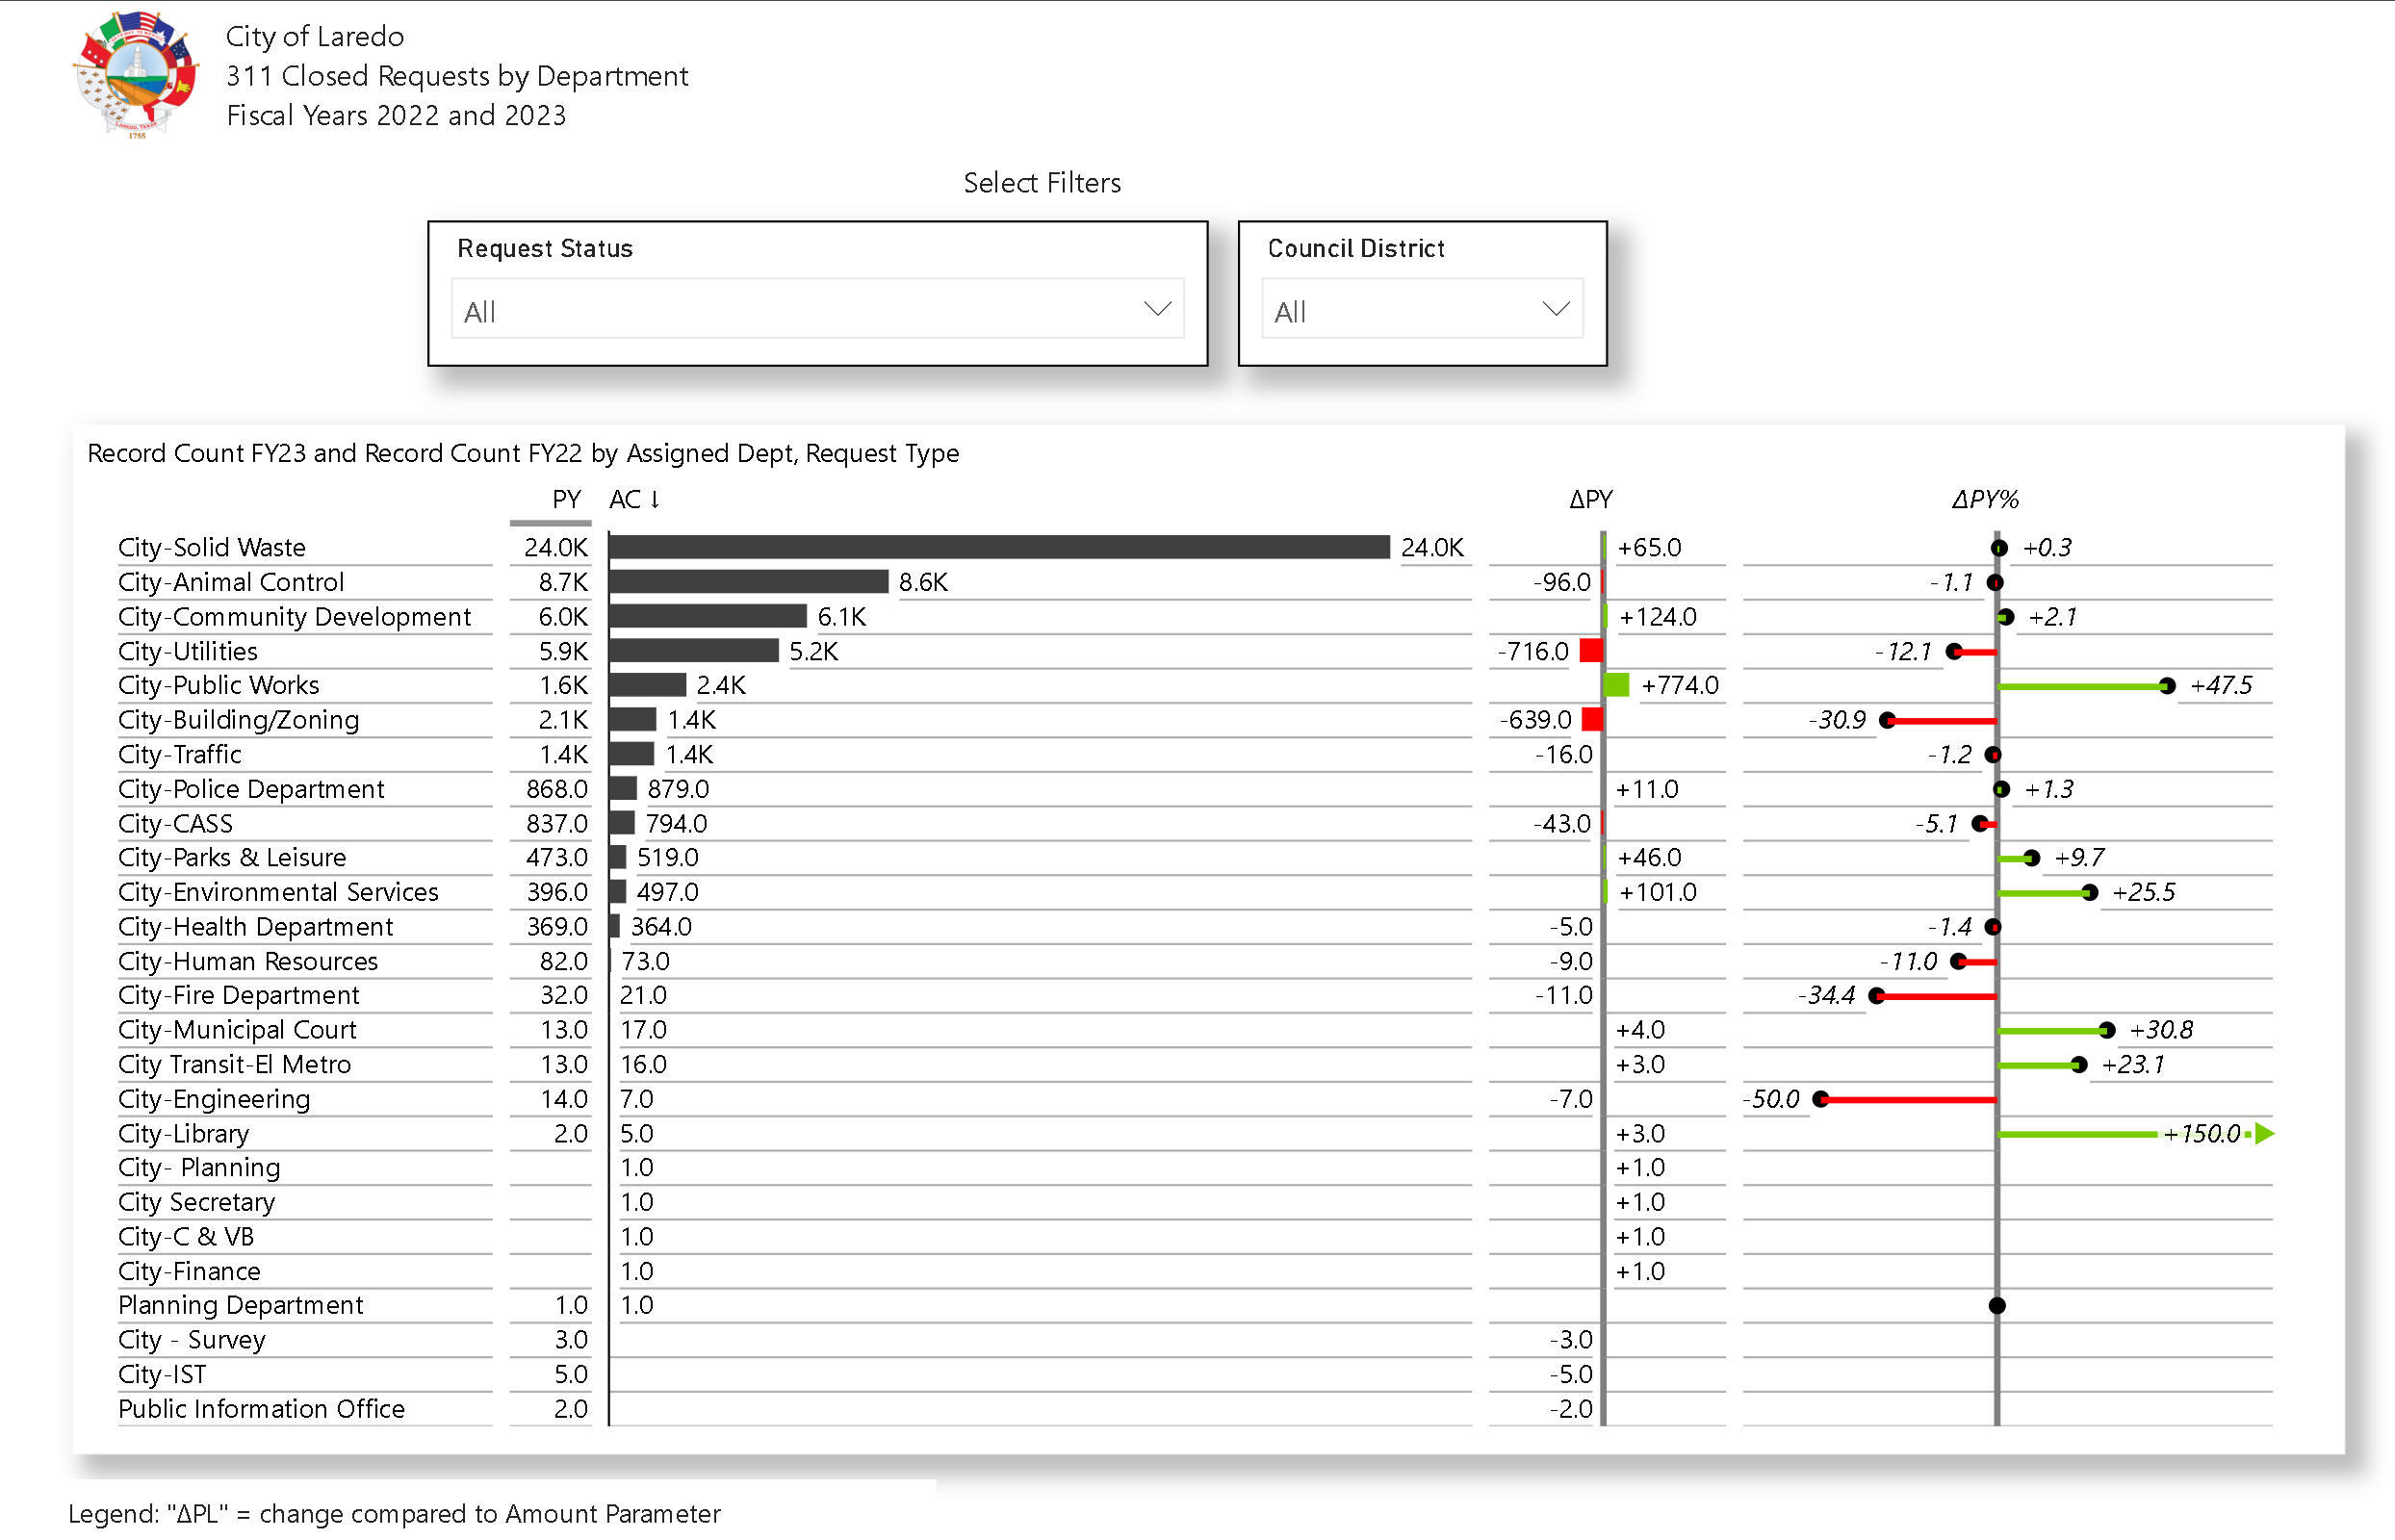 City of Laredo
311 Closed Requests by Department
Fiscal Years 2022 and 2023
LAREDO, TEXAS
1755
Select Filters
Request Status
All
Council District
All
Record Count FY23 and Record Count FY22 by Assigned Dept, Request Type
PY AC ↓ ΔPY ΔPY%
City-Solid Waste 24.0K 24.0K +65.0 +0.3
City-Animal Control 8.7K 8.6K -96.0 -1.1
City-Community Development 6.0K 6.1K +124.0 +2.1
City-Utilities 5.9K 5.2K -716.0 -12.1
City-Public Works 1.6K 2.4K +774.0 +47.5
City-Building/Zoning 2.1K 1.4K -639.0 -30.9
City-Traffic 1.4K 1.4K -16.0 -1.2
City-Police Department 868.0 879.0 +11.0 +1.3
City-CASS 837.0 794.0 -43.0 -5.1
City-Parks & Leisure 473.0 519.0 +46.0 +9.7
City-Environmental Services 396.0 497.0 +101.0 +25.5
City-Health Department 369.0 364.0 -5.0 -1.4
City-Human Resources 82.0 73.0 -9.0 -11.0
City-Fire Department 32.0 21.0 -11.0 -34.4
City-Municipal Court 13.0 17.0 +4.0 +30.8
City Transit-El Metro 13.0 16.0 +3.0 +23.1
City-Engineering 14.0 7.0 -7.0 -50.0
City-Library 2.0 5.0 +3.0 +150.0
City- Planning 1.0 +1.0
City Secretary 1.0 +1.0
City-C & VB 1.0 +1.0
City-Finance 1.0 +1.0
Planning Department 1.0 1.0
City - Survey 3.0 -3.0
City-IST 5.0 -5.0
Public Information Office 2.0 -2.0
Legend: "ΔPL" = change compared to Amount Parameter